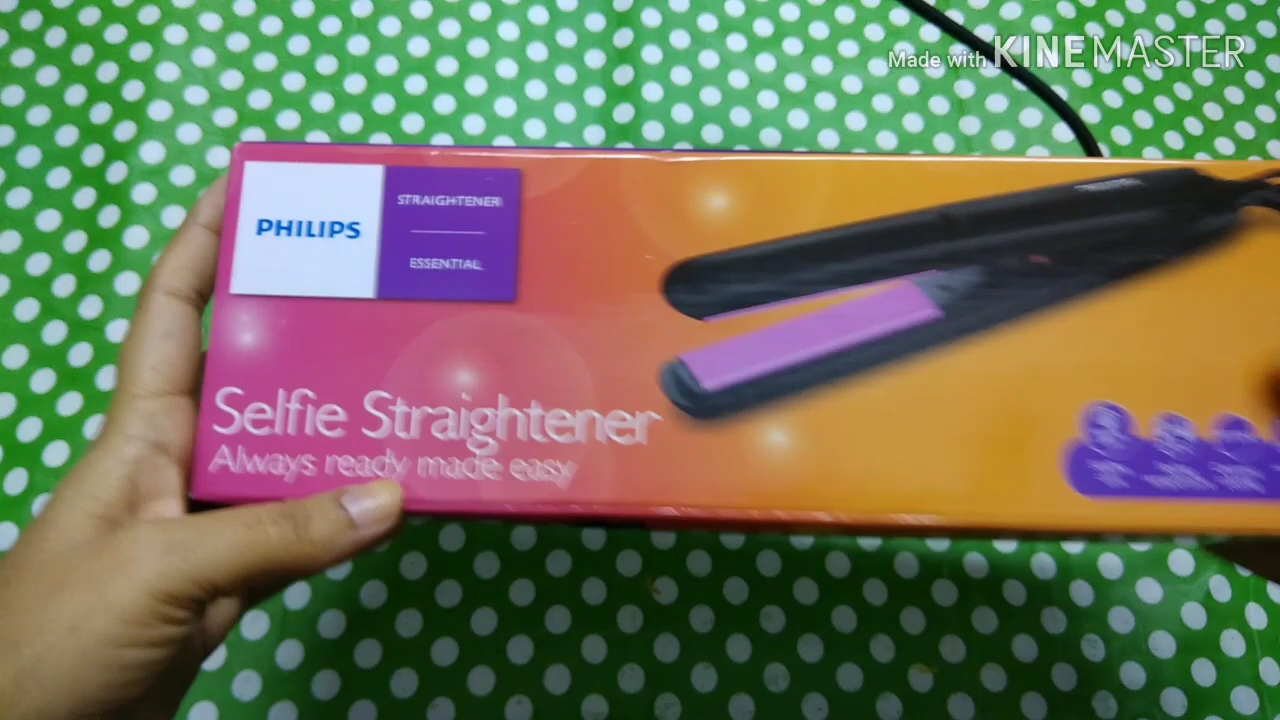 Made with KINEMASTER
PHILIPS
STRAIGHTENER
ESSENTIAL
Selfie Straightener
Always ready made easy